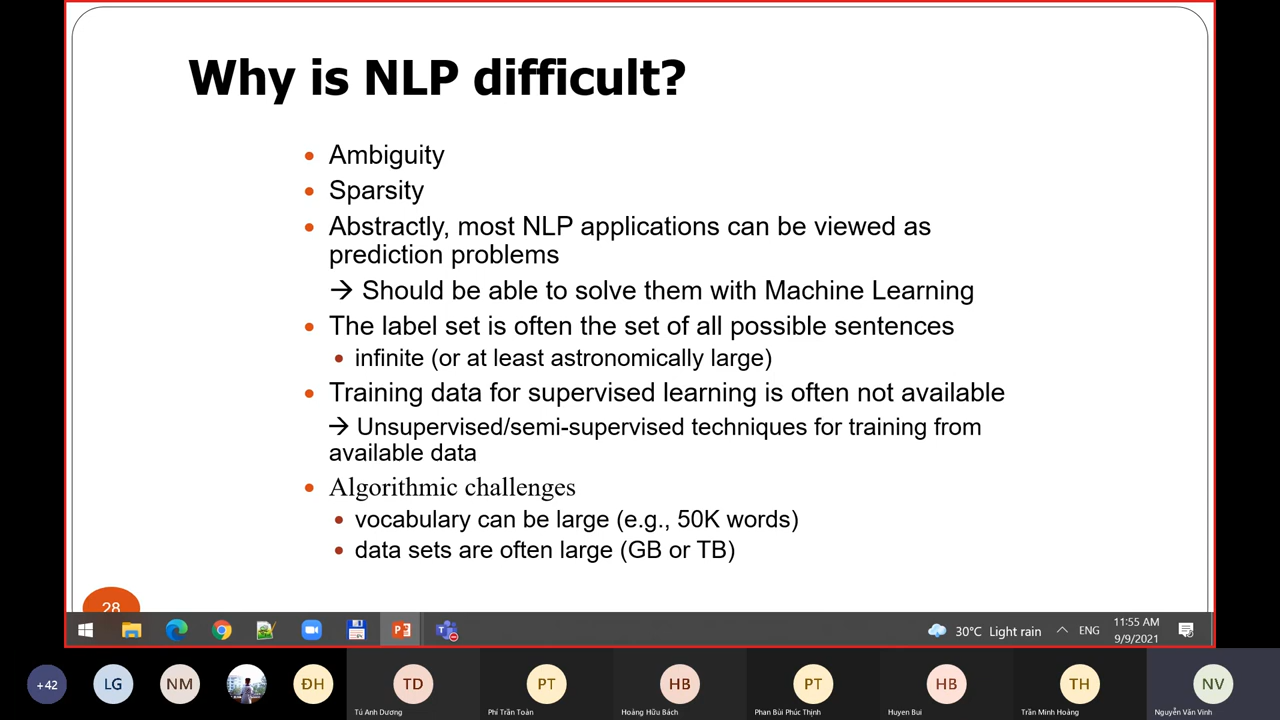 Why is NLP difficult?
Ambiguity
Sparsity
Abstractly, most NLP applications can be viewed as
prediction problems
→ Should be able to solve them with Machine Learning
The label set is often the set of all possible sentences
infinite (or at least astronomically large)
Training data for supervised learning is often not available
→ Unsupervised/semi-supervised techniques for training from
available data
Algorithmic challenges
vocabulary can be large (e.g., 50K words)
data sets are often large (GB or TB)
28
30°C Light rain
ENG
11:55 AM
9/9/2021
+42
LG
NM
ĐH
TD
Tú Anh Dương
PT
Phí Trần Toàn
HB
Hoàng Hữu Bách
PT
Phan Bùi Phúc Thịnh
HB
Huyen Bui
TH
Trần Minh Hoàng
NV
Nguyễn Văn Vinh